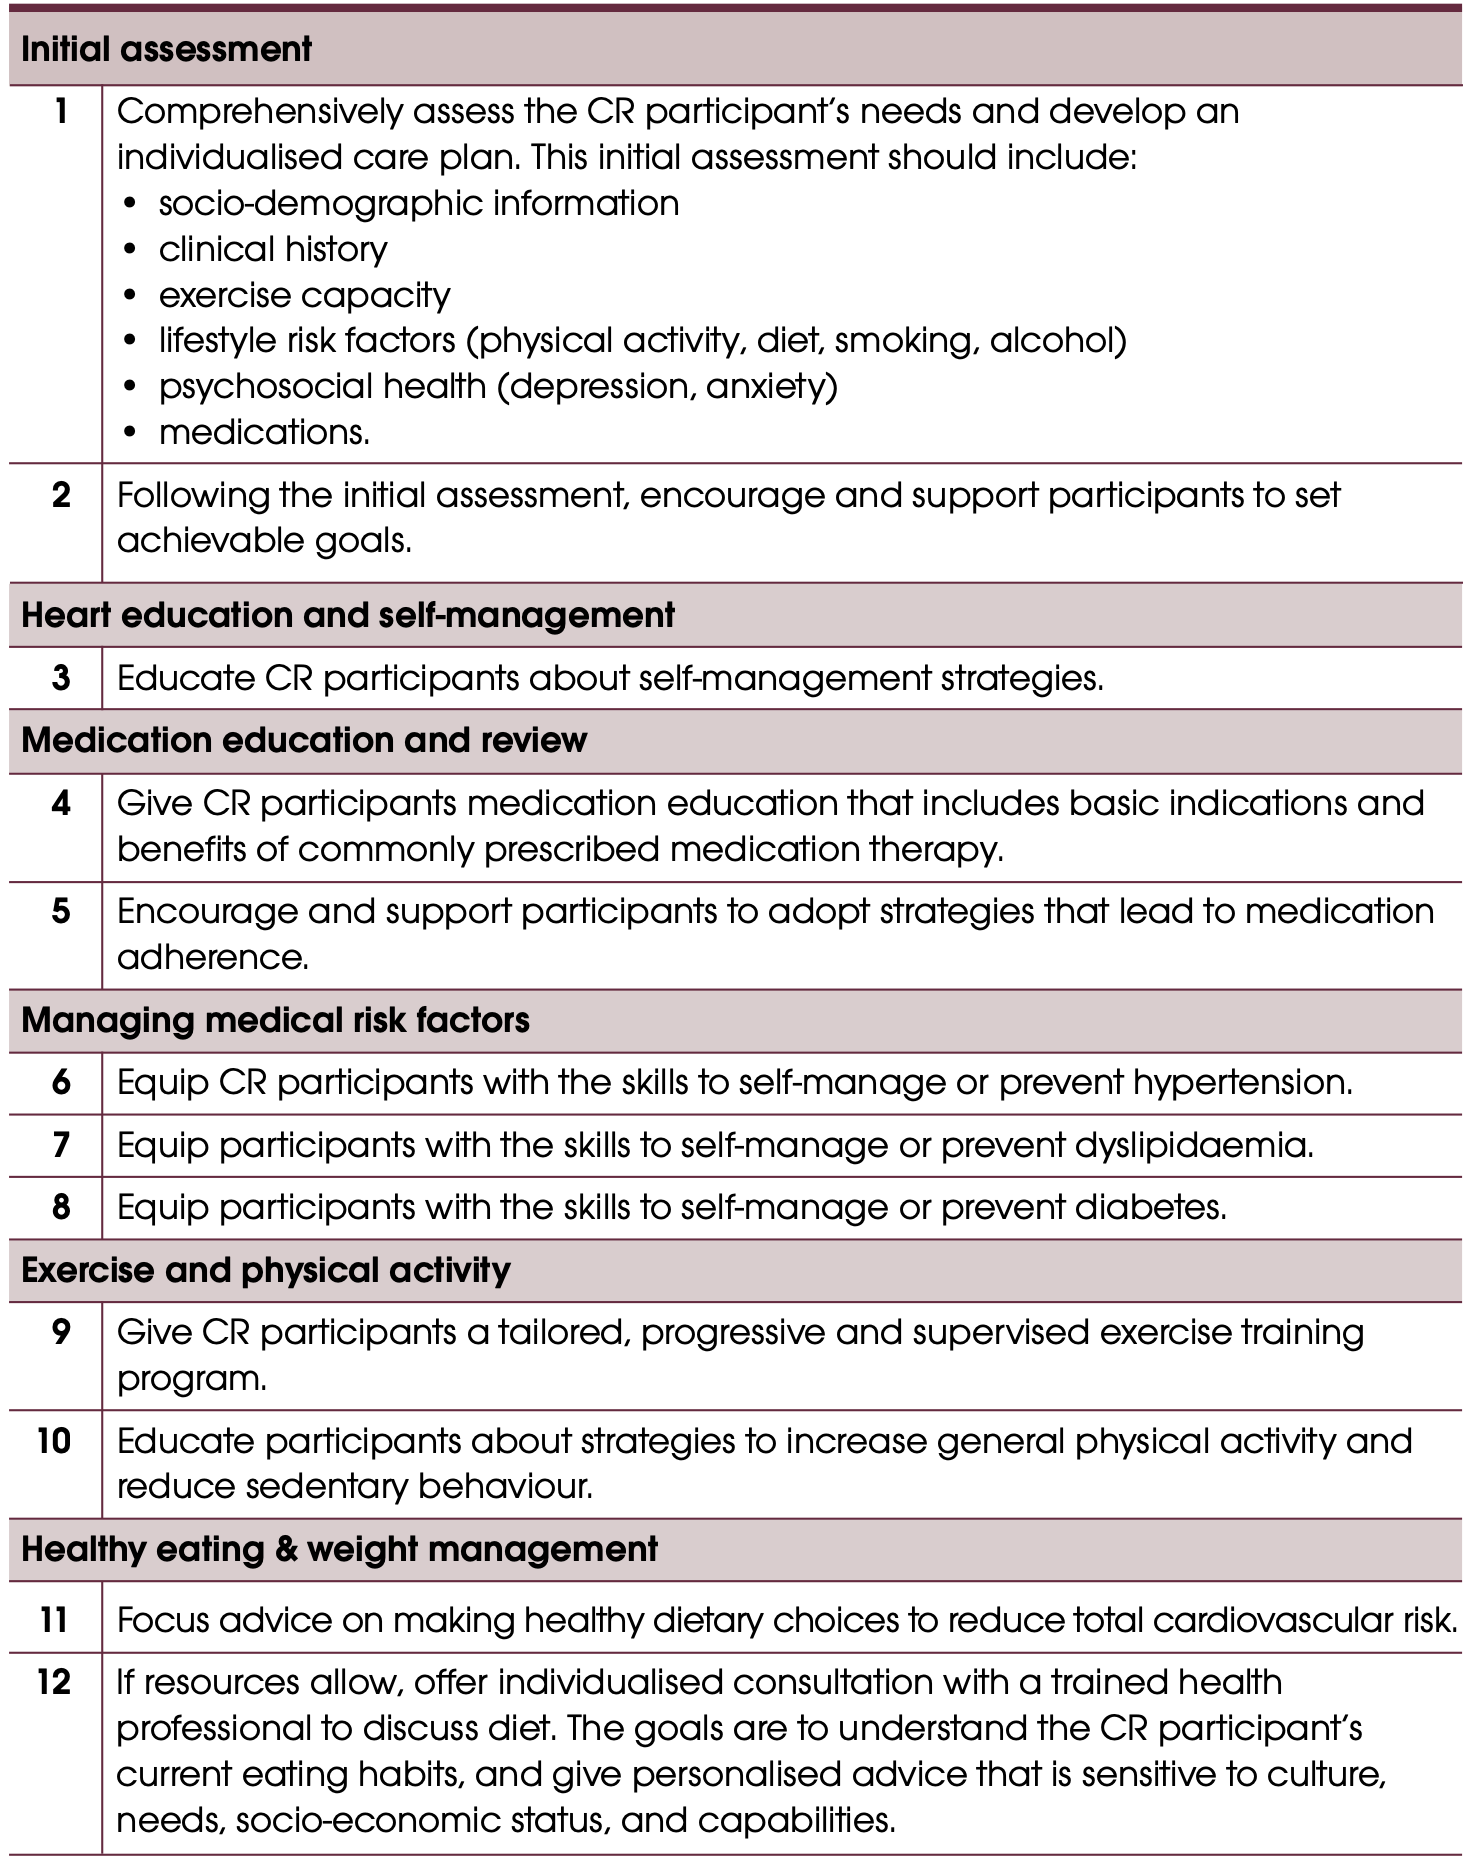 Initial assessment
1 Comprehensively assess the CR participant's needs and develop an
individualised care plan. This initial assessment should include:
• socio-demographic information
• clinical history
• exercise capacity
• lifestyle risk factors (physical activity, diet, smoking, alcohol)
• psychosocial health (depression, anxiety)
• medications.
2 Following the initial assessment, encourage and support participants to set
achievable goals.
Heart education and self-management
3 Educate CR participants about self-management strategies.
Medication education and review
4 Give CR participants medication education that includes basic indications and
benefits of commonly prescribed medication therapy.
5 Encourage and support participants to adopt strategies that lead to medication
adherence.
Managing medical risk factors
6 Equip CR participants with the skills to self-manage or prevent hypertension.
7 Equip participants with the skills to self-manage or prevent dyslipidaemia.
8 Equip participants with the skills to self-manage or prevent diabetes.
Exercise and physical activity
9 Give CR participants a tailored, progressive and supervised exercise training
program.
10 Educate participants about strategies to increase general physical activity and
reduce sedentary behaviour.
Healthy eating & weight management
11 Focus advice on making healthy dietary choices to reduce total cardiovascular risk.
12 If resources allow, offer individualised consultation with a trained health
professional to discuss diet. The goals are to understand the CR participant's
current eating habits, and give personalised advice that is sensitive to culture,
needs, socio-economic status, and capabilities.